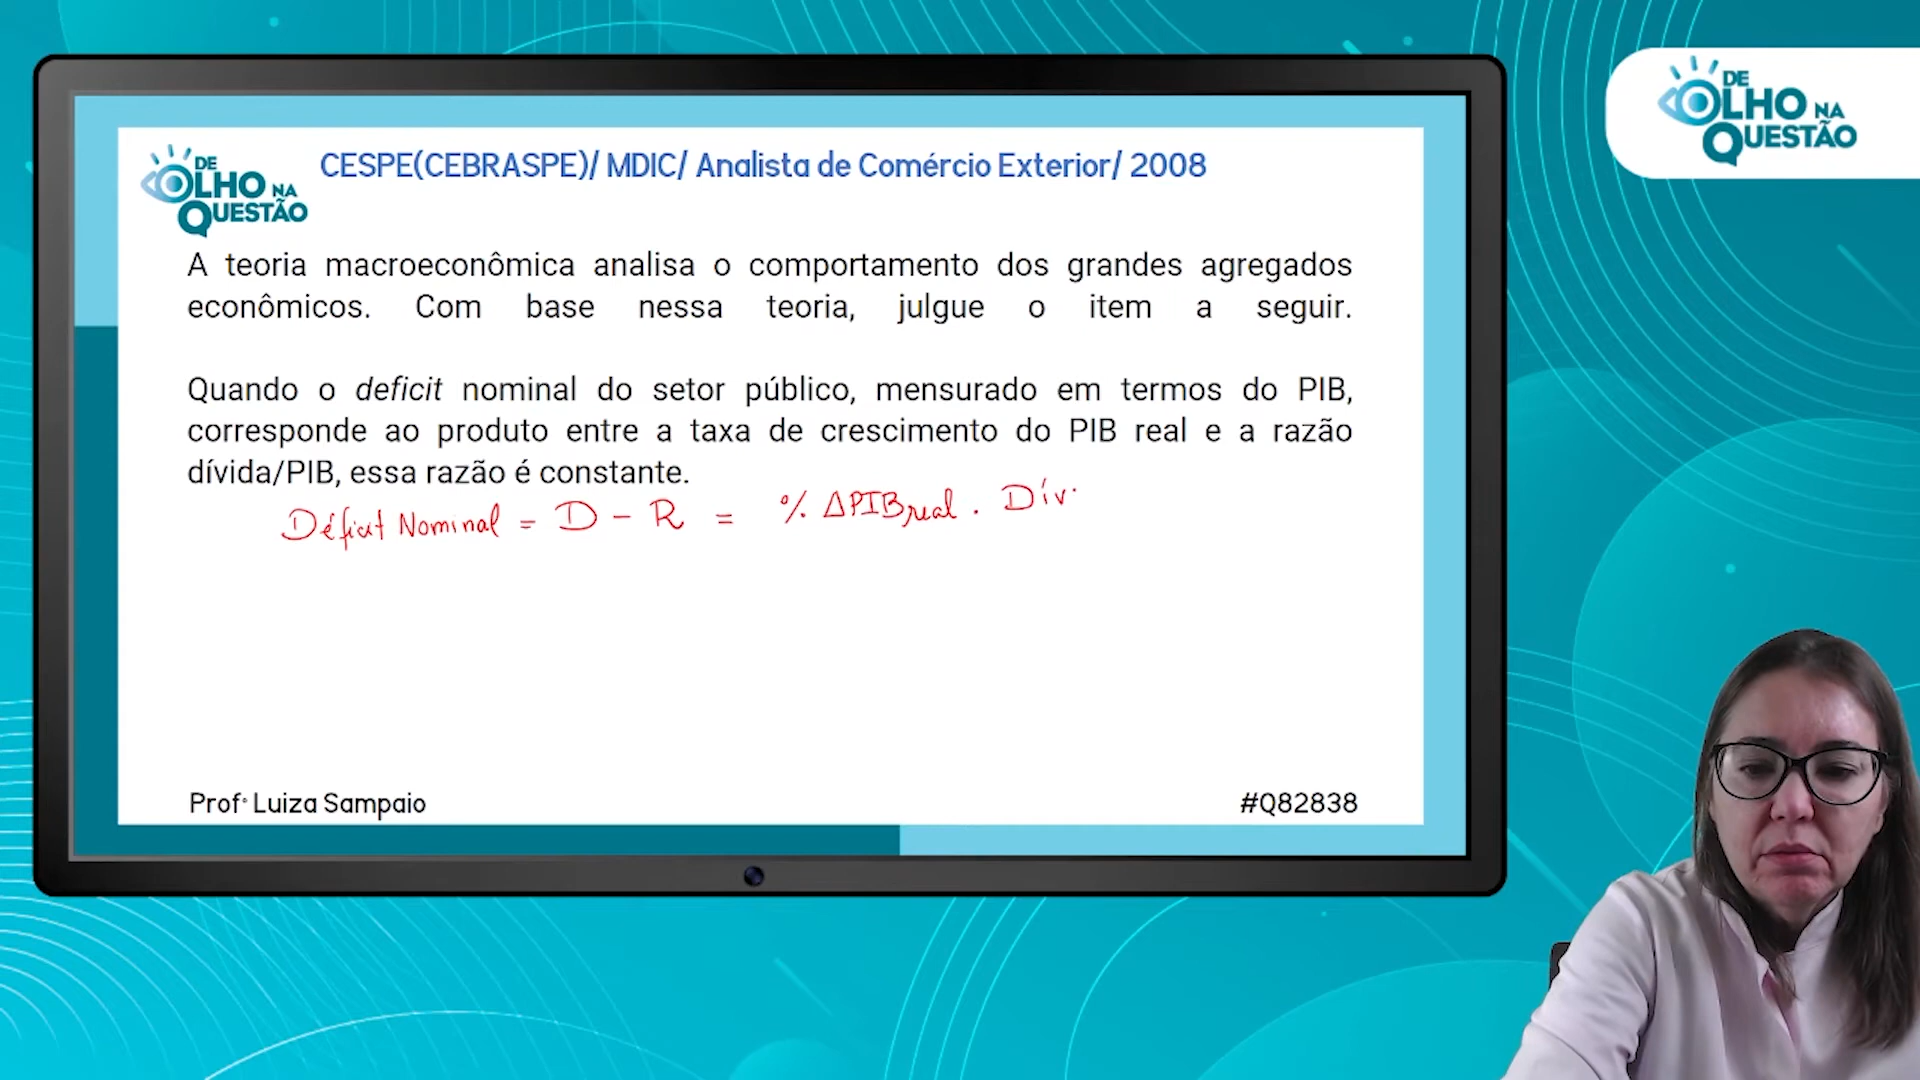 DE OLHO NA QUESTÃO
DE OLHO NA QUESTÃO
CESPE(CEBRASPE)/ MDIC/ Analista de Comércio Exterior/ 2008
A teoria macroeconômica analisa o comportamento dos grandes agregados
econômicos. Com base nessa teoria, julgue o item a seguir.
Quando o deficit nominal do setor público, mensurado em termos do PIB,
corresponde ao produto entre a taxa de crescimento do PIB real e a razão
dívida/PIB, essa razão é constante.
Déficit Nominal = D - R = % ΔPIBreal . Dív.
Profª Luiza Sampaio
#Q82838